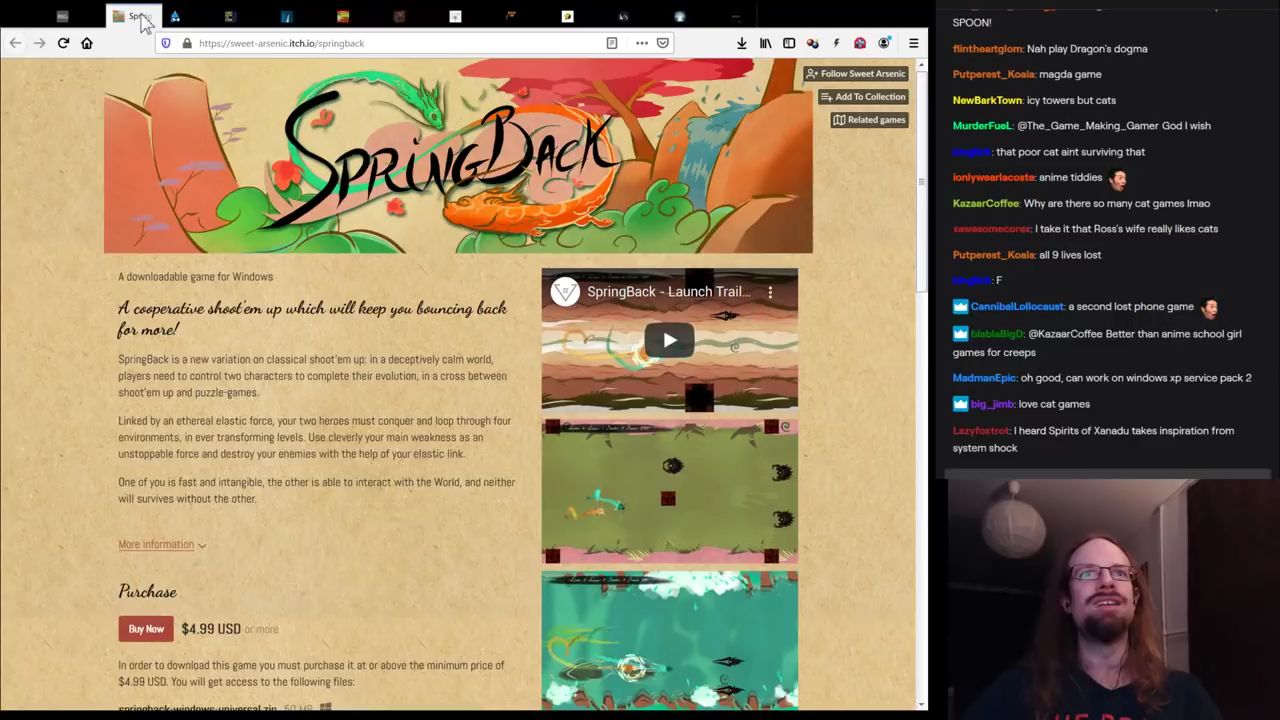 Sprin
https://sweet-arsenic.itch.io/springback
SPRINGBACK
Follow Sweet Arsenic
Add To Collection
Related games
A downloadable game for Windows
A cooperative shoot'em up which will keep you bouncing back
for more!
SpringBack is a new variation on classical shoot'em up: in a deceptively calm world,
players need to control two characters to complete their evolution, in a cross between
shoot'em up and puzzle-games.
Linked by an ethereal elastic force, your two heroes must conquer and loop through four
environments, in ever transforming levels. Use cleverly your main weakness as an
unstoppable force and destroy your enemies with the help of your elastic link.
One of you is fast and intangible, the other is able to interact with the World, and neither
will survives without the other.
More information
Purchase
Buy Now $4.99 USD or more
In order to download this game you must purchase it at or above the minimum price of
$4.99 USD. You will get access to the following files:
springback-windows-universal.zip 50 MB
SpringBack - Launch Trail...
SPOON!
flintheartglom: Nah play Dragon's dogma
Putperest_Koala: magda game
NewBarkTown: icy towers but cats
MurderFueL: @The_Game_Making_Gamer God I wish
: that poor cat aint surviving that
ionlywearlacoste: anime tiddies
KazaarCoffee: Why are there so many cat games lmao
xawesomecorex: I take it that Ross's wife really likes cats
Putperest_Koala: all 9 lives lost
: F
CannibalLollocaust: a second lost phone game
blablaBigD: @KazaarCoffee Better than anime school girl
games for creeps
MadmanEpic: oh good, can work on windows xp service pack 2
big_jimb: love cat games
Lazyfoxtrot: I heard Spirits of Xanadu takes inspiration from
system shock